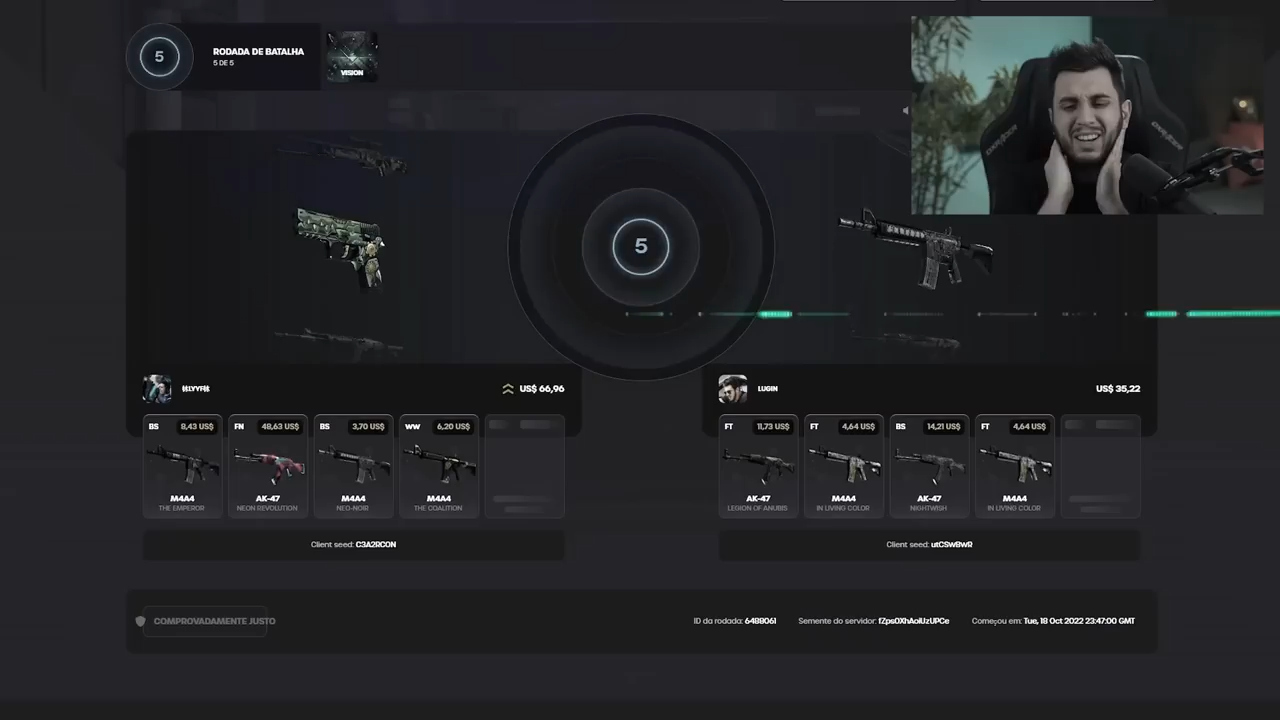 5
RODADA DE BATALHA
5 DE 5
VISION
5
US$ 66,96
LUGIN
US$ 35,22
BS 8,43 US$
M4A4
THE EMPEROR
FN 48,63 US$
AK-47
NEON REVOLUTION
BS 3,70 US$
M4A4
NEO-NOIR
WW 6,20 US$
M4A4
THE COALITION
FT 11,73 US$
AK-47
LEGION OF ANUBIS
FT 4,64 US$
M4A4
IN LIVING COLOR
BS 14,21 US$
AK-47
NIGHTWISH
FT 4,64 US$
M4A4
IN LIVING COLOR
Client seed: C3A2RC0N
Client seed: utCSWBWR
COMPROVADAMENTE JUSTO
ID da rodada: 6488061
Semente do servidor: fZps0XhAoiUzUPCe
Começou em: Tue, 18 Oct 2022 23:47:00 GMT